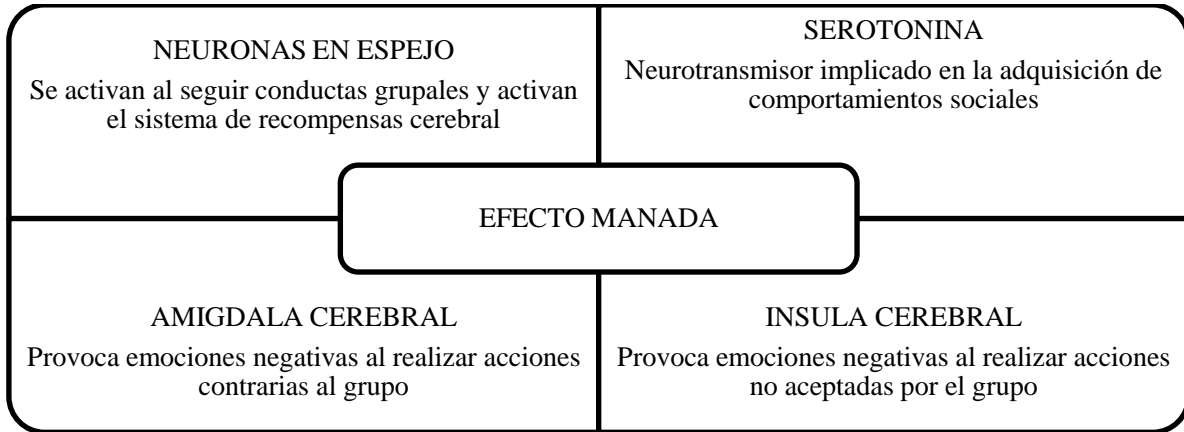 NEURONAS EN ESPEJO
Se activan al seguir conductas grupales y activan
el sistema de recompensas cerebral
SEROTONINA
Neurotransmisor implicado en la adquisición de
comportamientos sociales
EFECTO MANADA
AMIGDALA CEREBRAL
Provoca emociones negativas al realizar acciones
contrarias al grupo
INSULA CEREBRAL
Provoca emociones negativas al realizar acciones
no aceptadas por el grupo